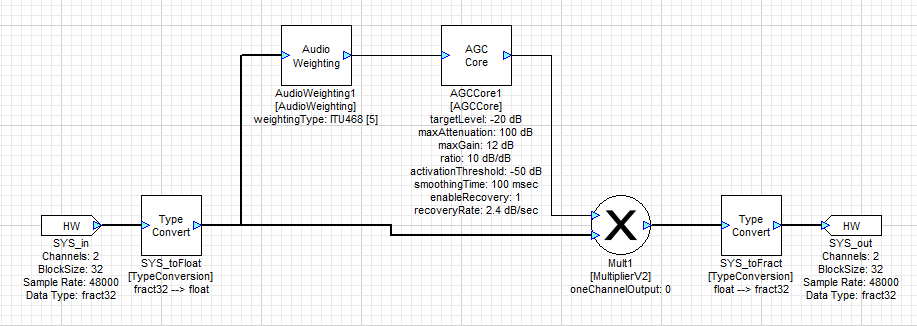 Audio
Weighting
AudioWeighting1
[AudioWeighting]
weightingType: ITU468 [5]
AGC
Core
AGCCore1
[AGCCore]
targetLevel: -20 dB
maxAttenuation: 100 dB
maxGain: 12 dB
ratio: 10 dB/dB
activationThreshold: -50 dB
smoothingTime: 100 msec
enableRecovery: 1
recoveryRate: 2.4 dB/sec
HW
SYS_in
Channels: 2
BlockSize: 32
Sample Rate: 48000
Data Type: fract32
Type
Convert
SYS_toFloat
[TypeConversion]
fract32 --> float
X
Mult1
[MultiplierV2]
oneChannelOutput: 0
Type
Convert
SYS_toFract
[TypeConversion]
float --> fract32
HW
SYS_out
Channels: 2
BlockSize: 32
Sample Rate: 48000
Data Type: fract32